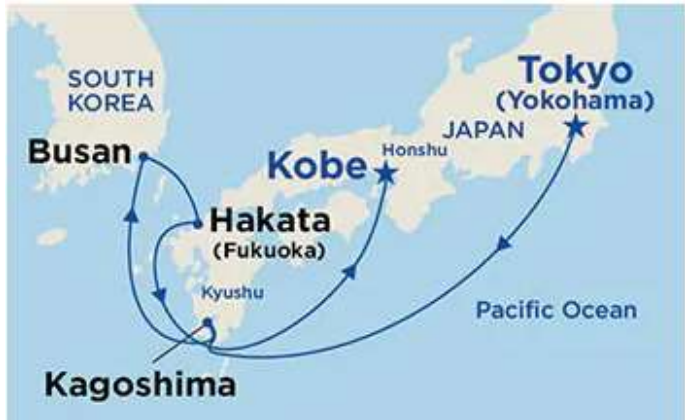 SOUTH
KOREA
Tokyo
(Yokohama)
JAPAN
Honshu
Busan
Kobe
Hakata
(Fukuoka)
Kyushu
Pacific Ocean
Kagoshima